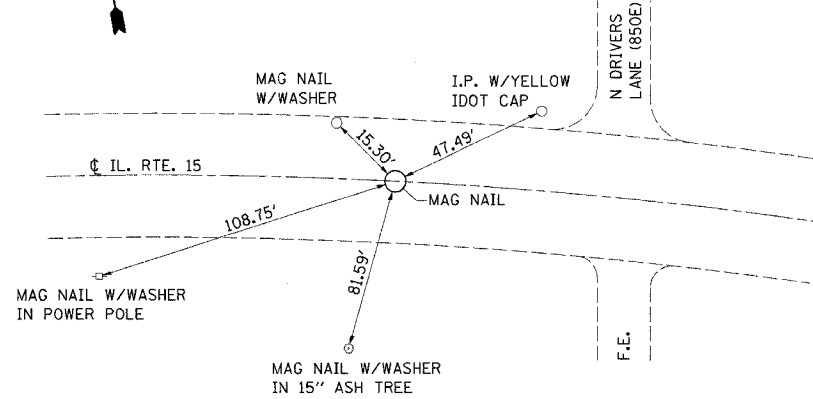 N DRIVERS
LANE (850E)
MAG NAIL
W/WASHER
I.P. W/YELLOW
IDOT CAP
15.30'
47.49'
℄ IL. RTE. 15
MAG NAIL
108.75'
81.59'
MAG NAIL W/WASHER
IN POWER POLE
F.E.
MAG NAIL W/WASHER
IN 15" ASH TREE